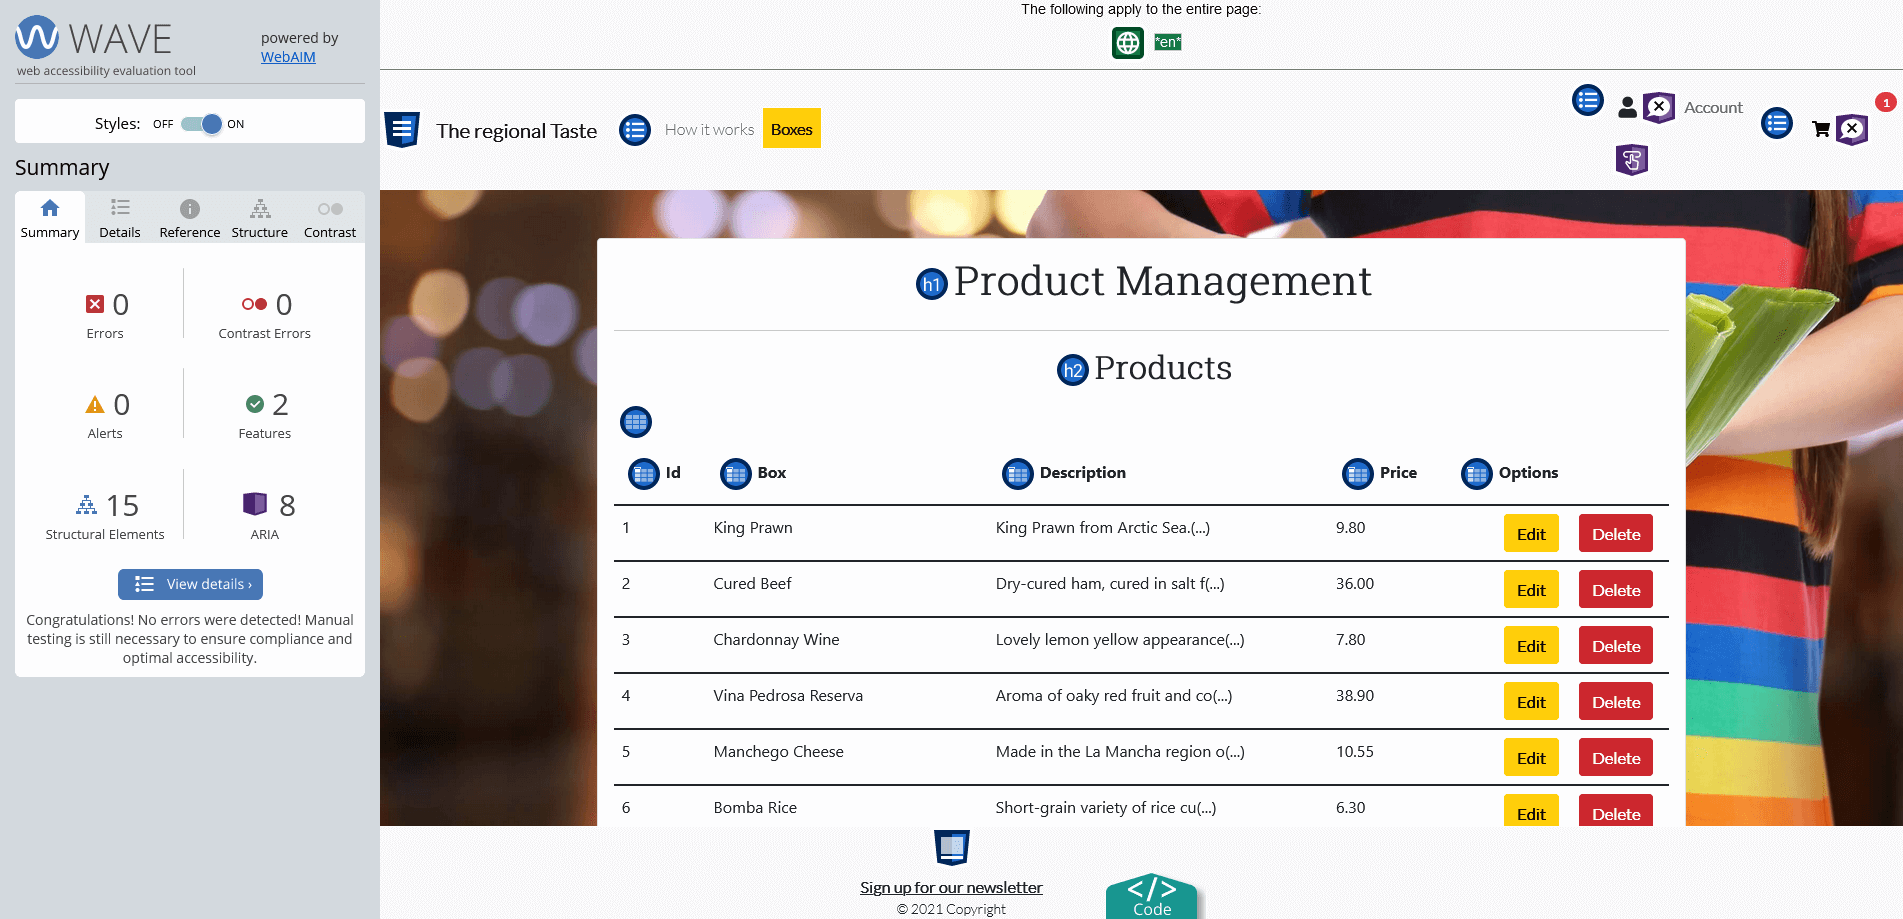 WAVE
web accessibility evaluation tool
powered by
WebAIM
Styles: OFF ON
Summary
Summary Details Reference Structure Contrast
0 0
Errors Contrast Errors
0 2
Alerts Features
15 8
Structural Elements ARIA
View details ›
Congratulations! No errors were detected! Manual
testing is still necessary to ensure compliance and
optimal accessibility.
The following apply to the entire page:
*en*
The regional Taste How it works Boxes Account 1
h1 Product Management
h2 Products
Id Box Description Price Options
1 King Prawn King Prawn from Arctic Sea.(...) 9.80 Edit Delete
2 Cured Beef Dry-cured ham, cured in salt f(...) 36.00 Edit Delete
3 Chardonnay Wine Lovely lemon yellow appearance(...) 7.80 Edit Delete
4 Vina Pedrosa Reserva Aroma of oaky red fruit and co(...) 38.90 Edit Delete
5 Manchego Cheese Made in the La Mancha region o(...) 10.55 Edit Delete
6 Bomba Rice Short-grain variety of rice cu(...) 6.30 Edit Delete
Sign up for our newsletter
© 2021 Copyright
</>
Code